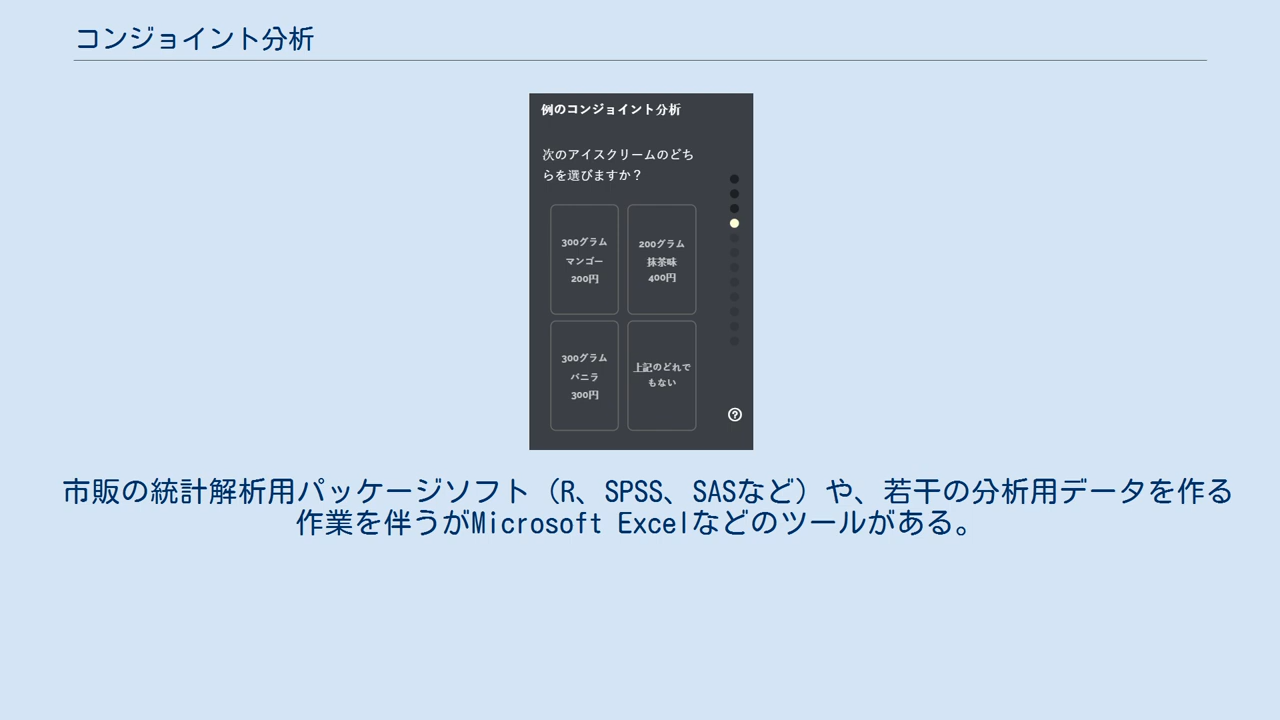 コンジョイント分析
例のコンジョイント分析
次のアイスクリームのどち
らを選びますか？
300グラム
マンゴー
200円
200グラム
抹茶味
400円
300グラム
バニラ
300円
上記のどれで
もない
?
市販の統計解析用パッケージソフト（R、SPSS、SASなど）や、若干の分析用データを作る
作業を伴うがMicrosoft Excelなどのツールがある。